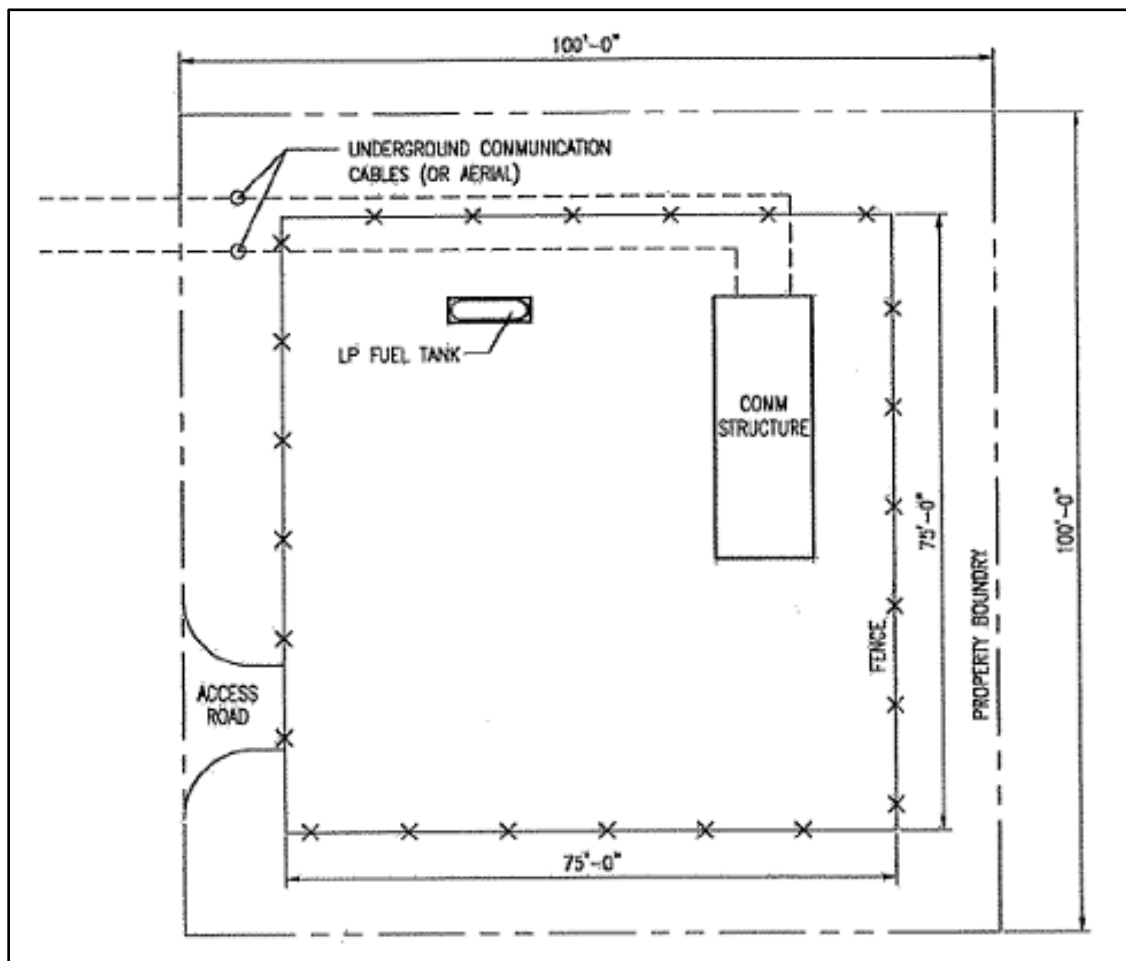 100'-0"
UNDERGROUND COMMUNICATION
CABLES (OR AERIAL)
LP FUEL TANK
COMM
STRUCTURE
75'-0"
100'-0"
FENCE
PROPERTY BOUNDRY
ACCESS
ROAD
75'-0"